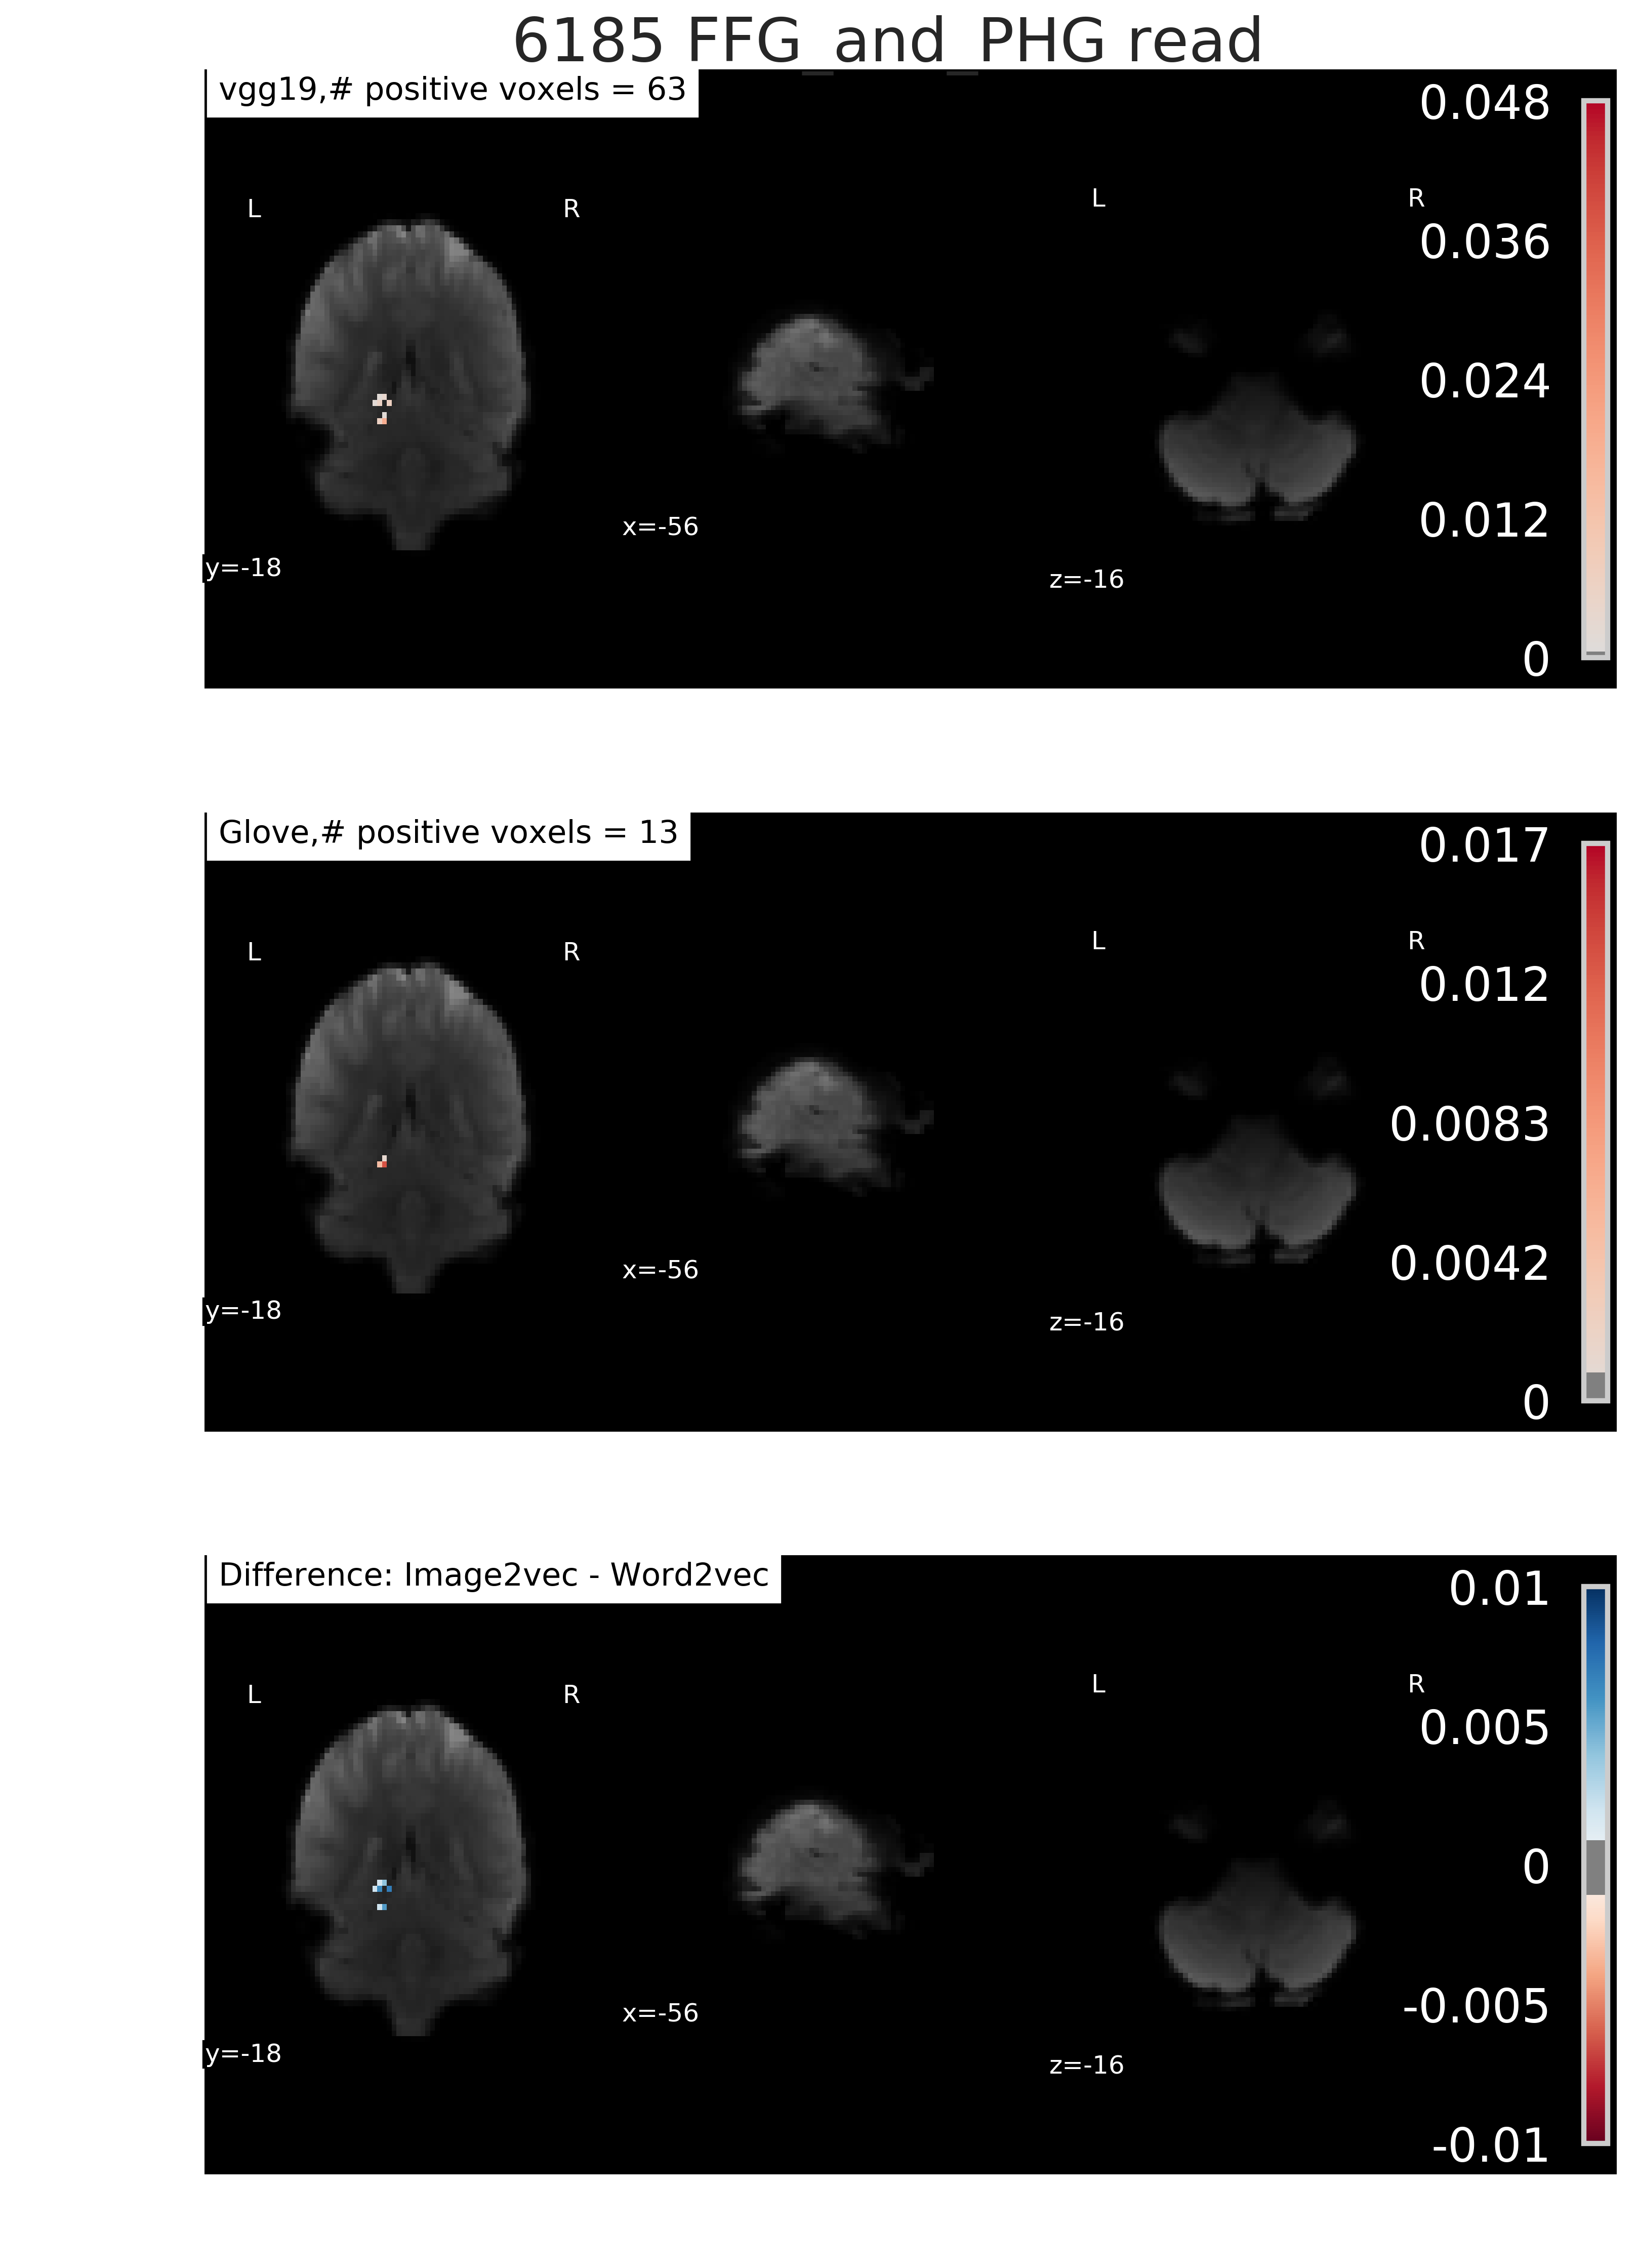 6185 FFG_and_PHG read
vgg19,# positive voxels = 63
0.048
L R L R
0.036
0.024
0.012
x=-56
y=-18
z=-16
0
Glove,# positive voxels = 13
0.017
L R L R
0.012
0.0083
0.0042
x=-56
y=-18
z=-16
0
Difference: Image2vec - Word2vec
0.01
L R L R
0.005
0
-0.005
x=-56
y=-18
z=-16
-0.01